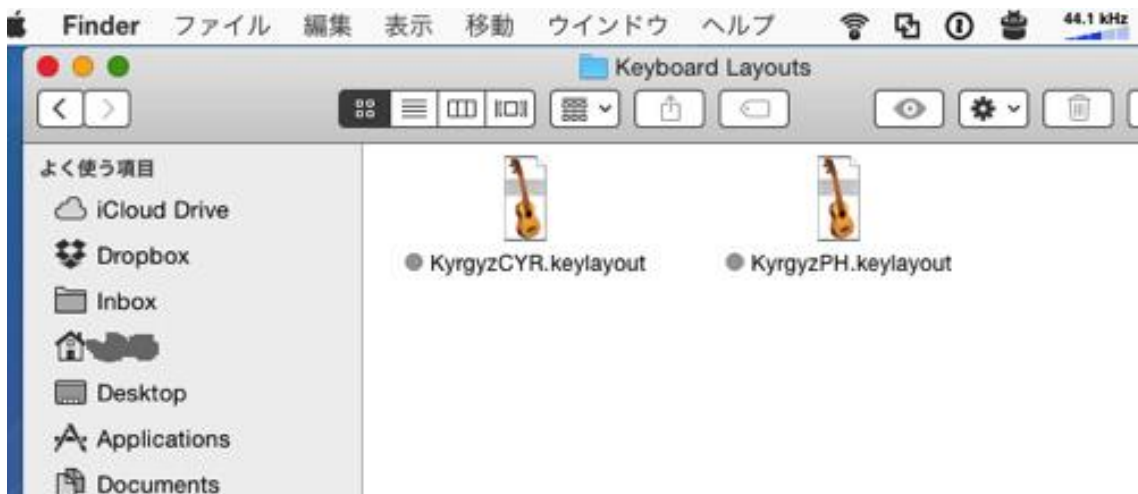 Finder ファイル 編集 表示 移動 ウインドウ ヘルプ 44.1 kHz
Keyboard Layouts
よく使う項目
iCloud Drive
Dropbox
Inbox
Desktop
Applications
Documents
KyrgyzCYR.keylayout KyrgyzPH.keylayout